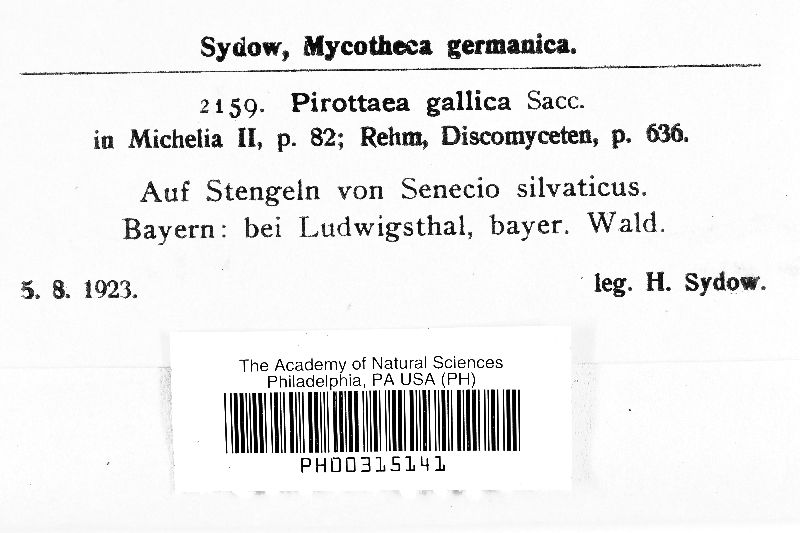 Sydow, Mycotheca germanica.
2159. Pirottaea gallica Sacc.
in Michelia II, p. 82; Rehm, Discomyceten, p. 636.
Auf Stengeln von Senecio silvaticus.
Bayern: bei Ludwigsthal, bayer. Wald.
5. 8. 1923. leg. H. Sydow.
The Academy of Natural Sciences
Philadelphia, PA USA (PH)
PH00315141